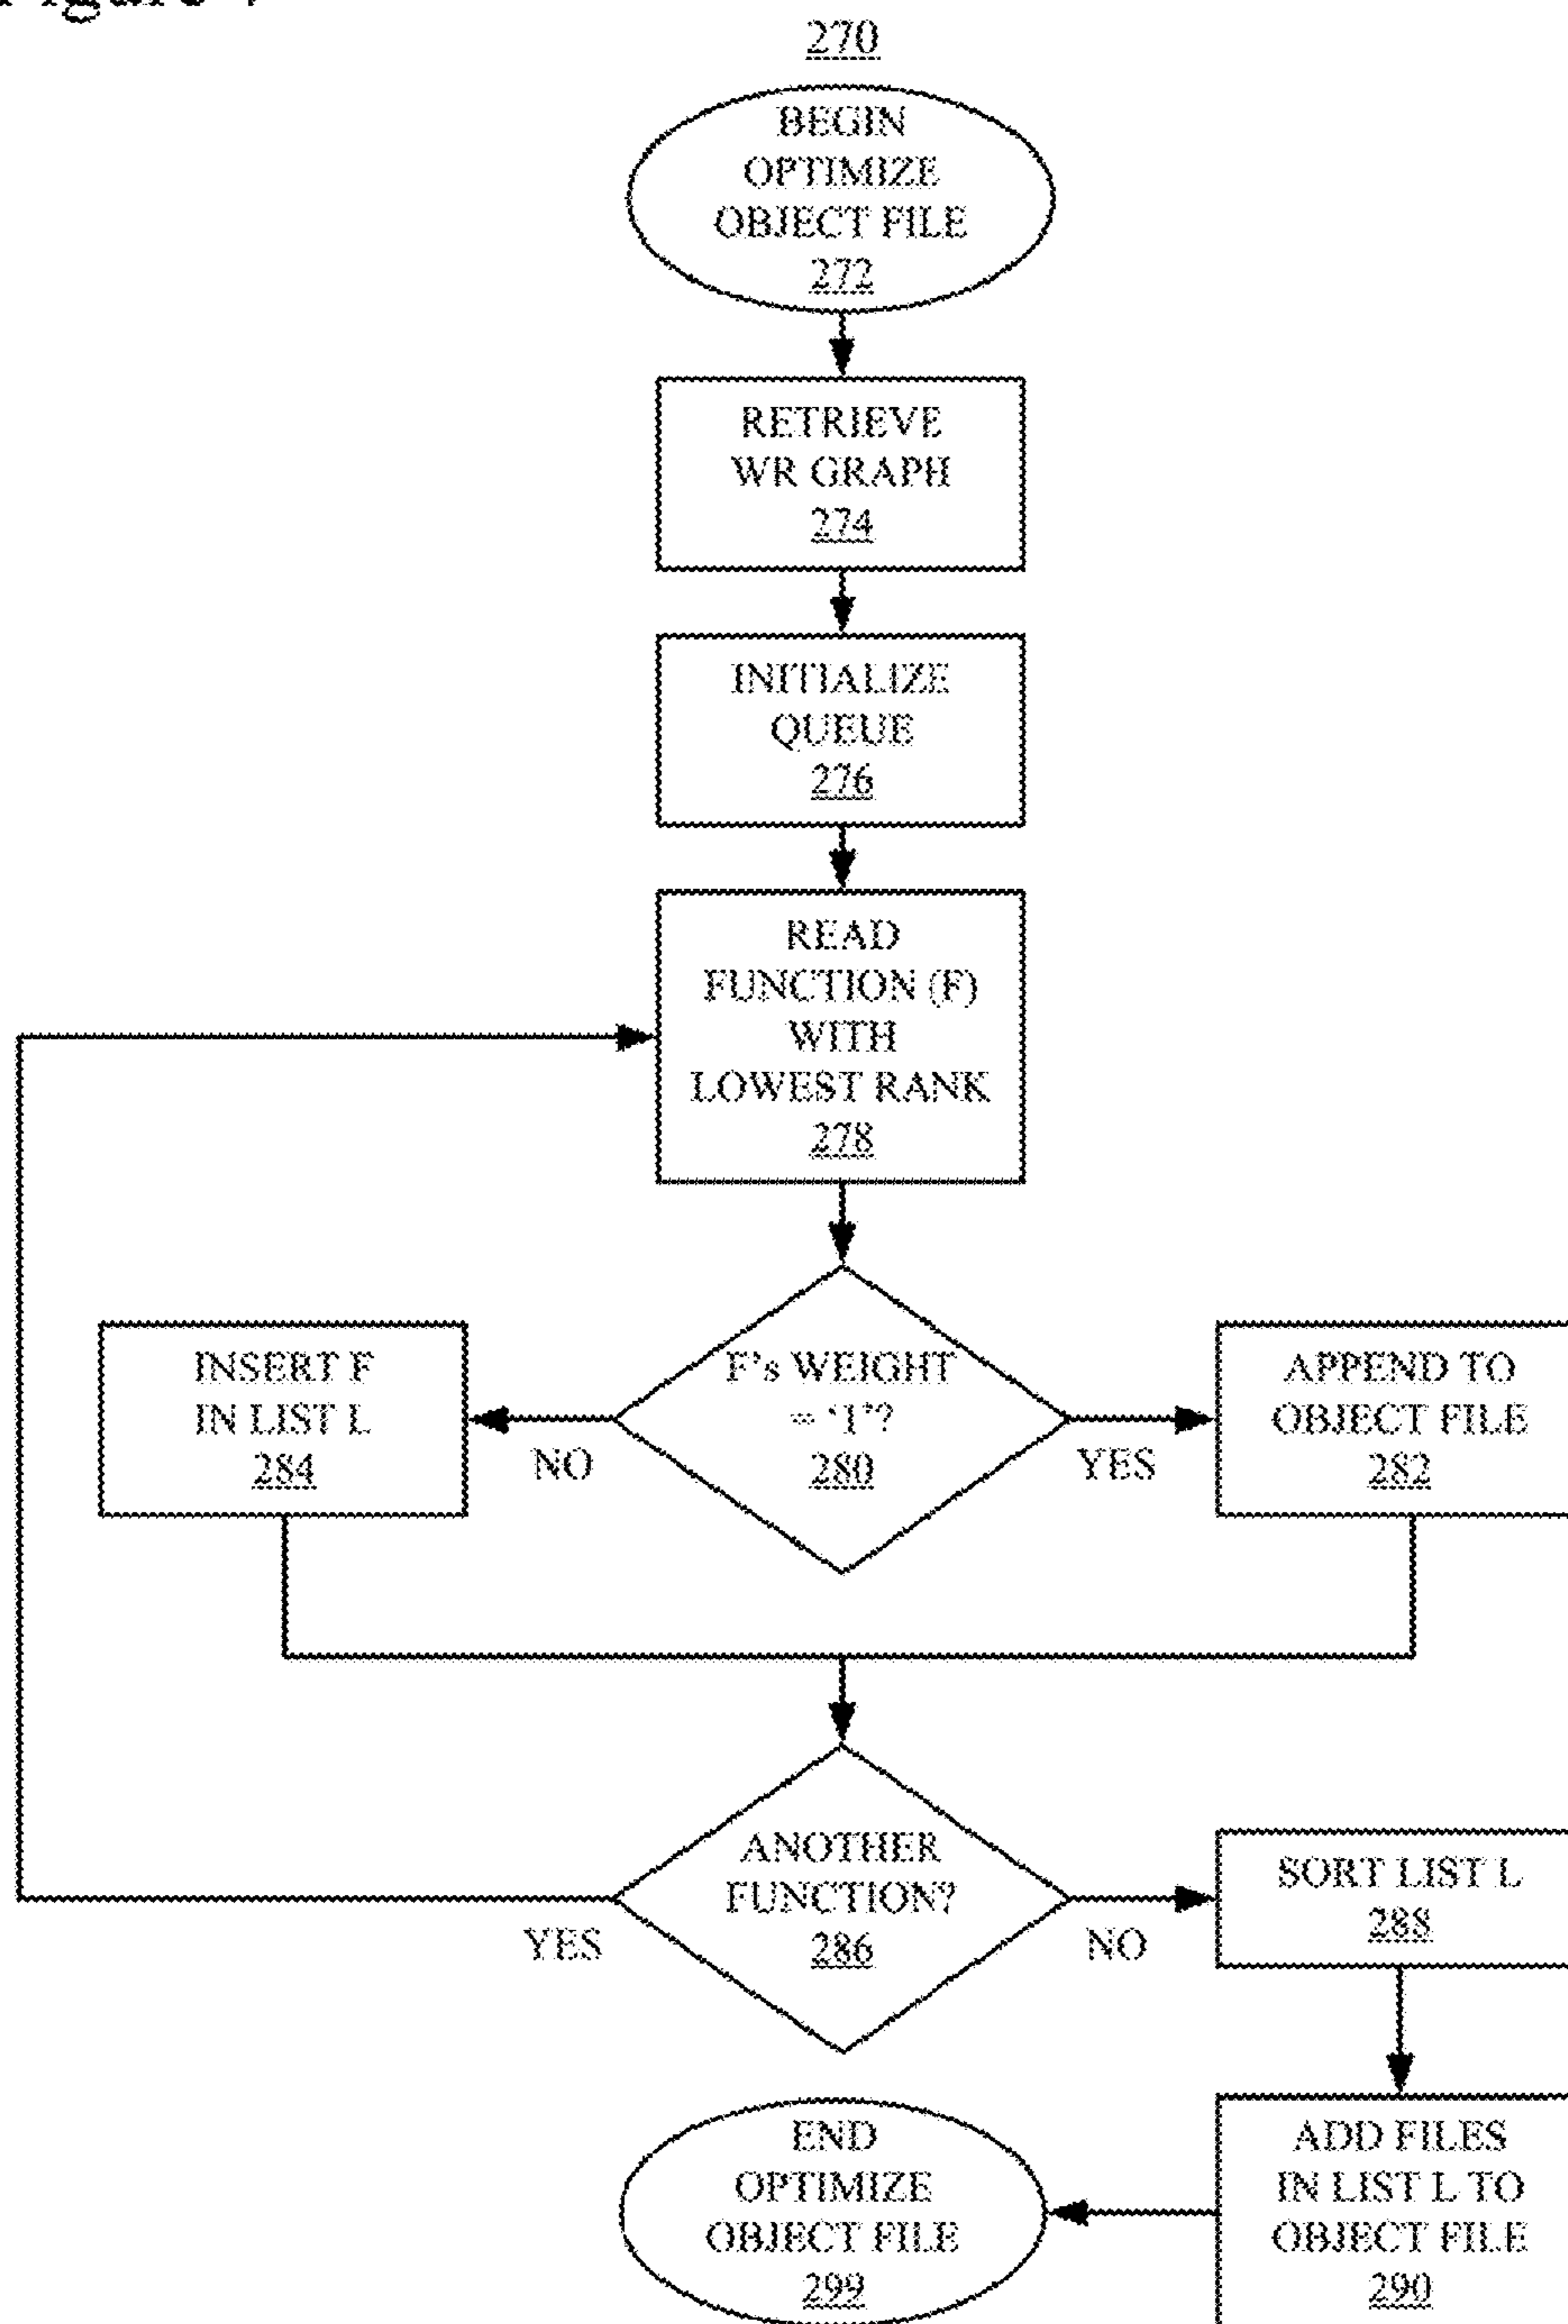 270
BEGIN
OPTIMIZE
OBJECT FILE
272
RETRIEVE
WR GRAPH
274
INITIALIZE
QUEUE
276
READ
FUNCTION (F)
WITH
LOWEST RANK
278
INSERT F
IN LIST L
284
NO
F's WEIGHT
= '1'?
280
YES
APPEND TO
OBJECT FILE
282
YES
ANOTHER
FUNCTION?
286
NO
SORT LIST L
288
END
OPTIMIZE
OBJECT FILE
299
ADD FILES
IN LIST L TO
OBJECT FILE
290